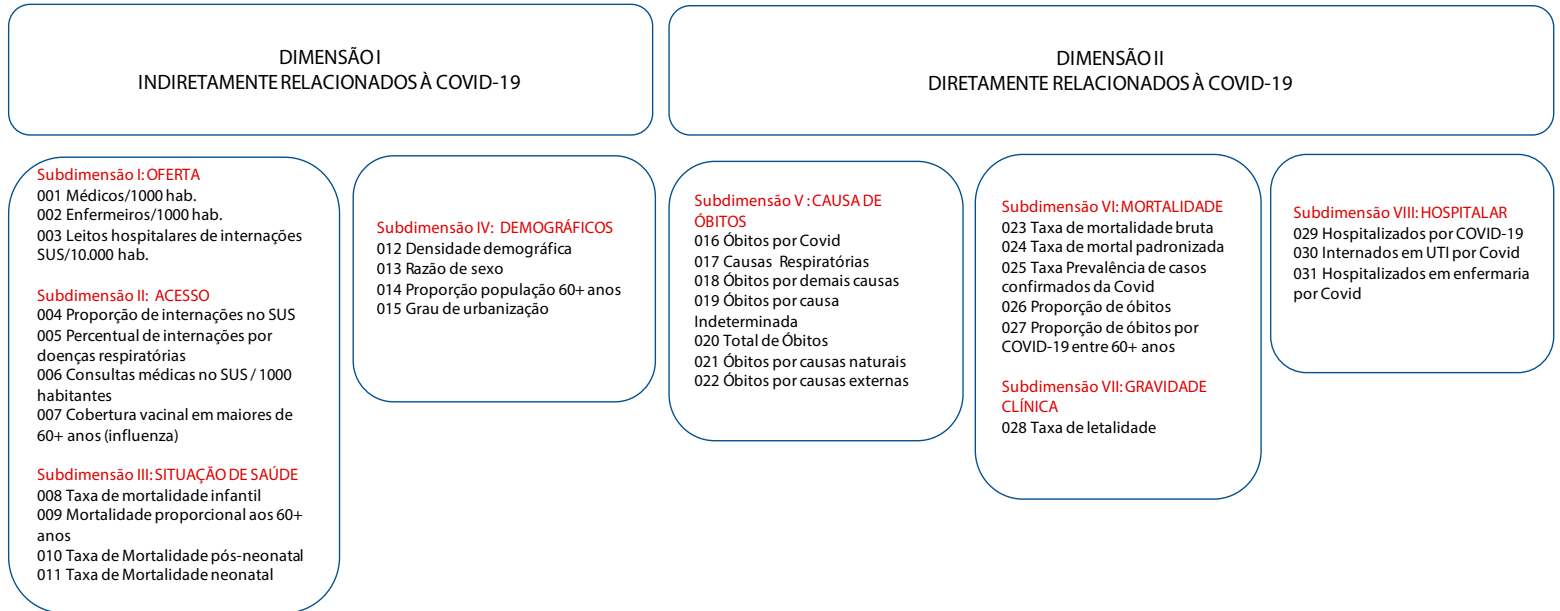 DIMENSÃO I
INDIRETAMENTE RELACIONADOS À COVID-19
DIMENSÃO II
DIRETAMENTE RELACIONADOS À COVID-19
Subdimensão I: OFERTA
001 Médicos/1000 hab.
002 Enfermeiros/1000 hab.
003 Leitos hospitalares de internações
SUS/10.000 hab.
Subdimensão II: ACESSO
004 Proporção de internações no SUS
005 Percentual de internações por
doenças respiratórias
006 Consultas médicas no SUS / 1000
habitantes
007 Cobertura vacinal em maiores de
60+ anos (influenza)
Subdimensão III: SITUAÇÃO DE SAÚDE
008 Taxa de mortalidade infantil
009 Mortalidade proporcional aos 60+
anos
010 Taxa de Mortalidade pós-neonatal
011 Taxa de Mortalidade neonatal
Subdimensão IV: DEMOGRÁFICOS
012 Densidade demográfica
013 Razão de sexo
014 Proporção população 60+ anos
015 Grau de urbanização
Subdimensão V : CAUSA DE
ÓBITOS
016 Óbitos por Covid
017 Causas Respiratórias
018 Óbitos por demais causas
019 Óbitos por causa
Indeterminada
020 Total de Óbitos
021 Óbitos por causas naturais
022 Óbitos por causas externas
Subdimensão VI: MORTALIDADE
023 Taxa de mortalidade bruta
024 Taxa de mortal padronizada
025 Taxa Prevalência de casos
confirmados da Covid
026 Proporção de óbitos
027 Proporção de óbitos por
COVID-19 entre 60+ anos
Subdimensão VII: GRAVIDADE
CLÍNICA
028 Taxa de letalidade
Subdimensão VIII: HOSPITALAR
029 Hospitalizados por COVID-19
030 Internados em UTI por Covid
031 Hospitalizados em enfermaria
por Covid